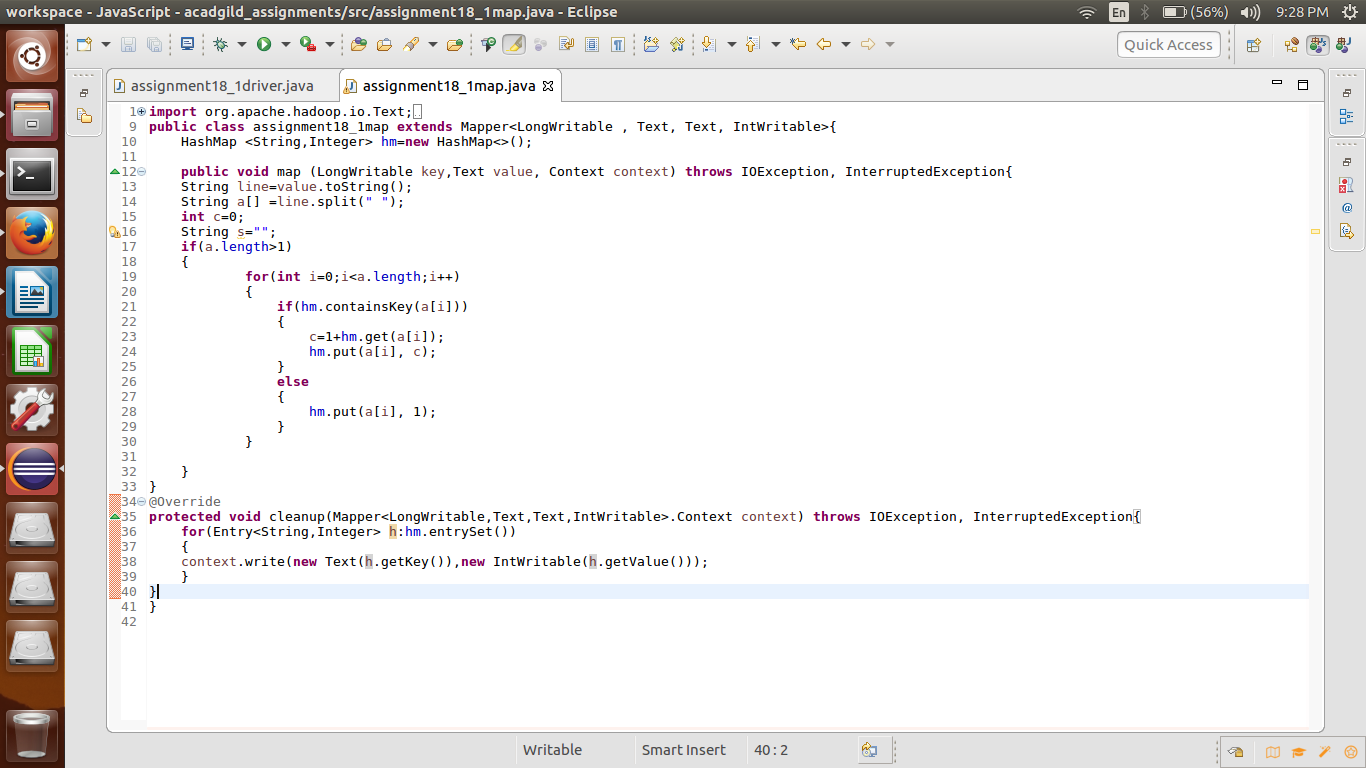 workspace - JavaScript - acadgild_assignments/src/assignment18_1map.java - Eclipse
En (56%) 9:28 PM
Quick Access
assignment18_1driver.java assignment18_1map.java
1 import org.apache.hadoop.io.Text;
9 public class assignment18_1map extends Mapper<LongWritable , Text, Text, IntWritable>{
10 HashMap <String,Integer> hm=new HashMap<>();
11
12 public void map (LongWritable key,Text value, Context context) throws IOException, InterruptedException{
13 String line=value.toString();
14 String a[] =line.split(" ");
15 int c=0;
16 String s="";
17 if(a.length>1)
18 {
19 for(int i=0;i<a.length;i++)
20 {
21 if(hm.containsKey(a[i]))
22 {
23 c=1+hm.get(a[i]);
24 hm.put(a[i], c);
25 }
26 else
27 {
28 hm.put(a[i], 1);
29 }
30 }
31
32 }
33 }
34 @Override
35 protected void cleanup(Mapper<LongWritable,Text,Text,IntWritable>.Context context) throws IOException, InterruptedException{
36 for(Entry<String,Integer> h:hm.entrySet())
37 {
38 context.write(new Text(h.getKey()),new IntWritable(h.getValue()));
39 }
40 }
41 }
42
Writable Smart Insert 40 : 2